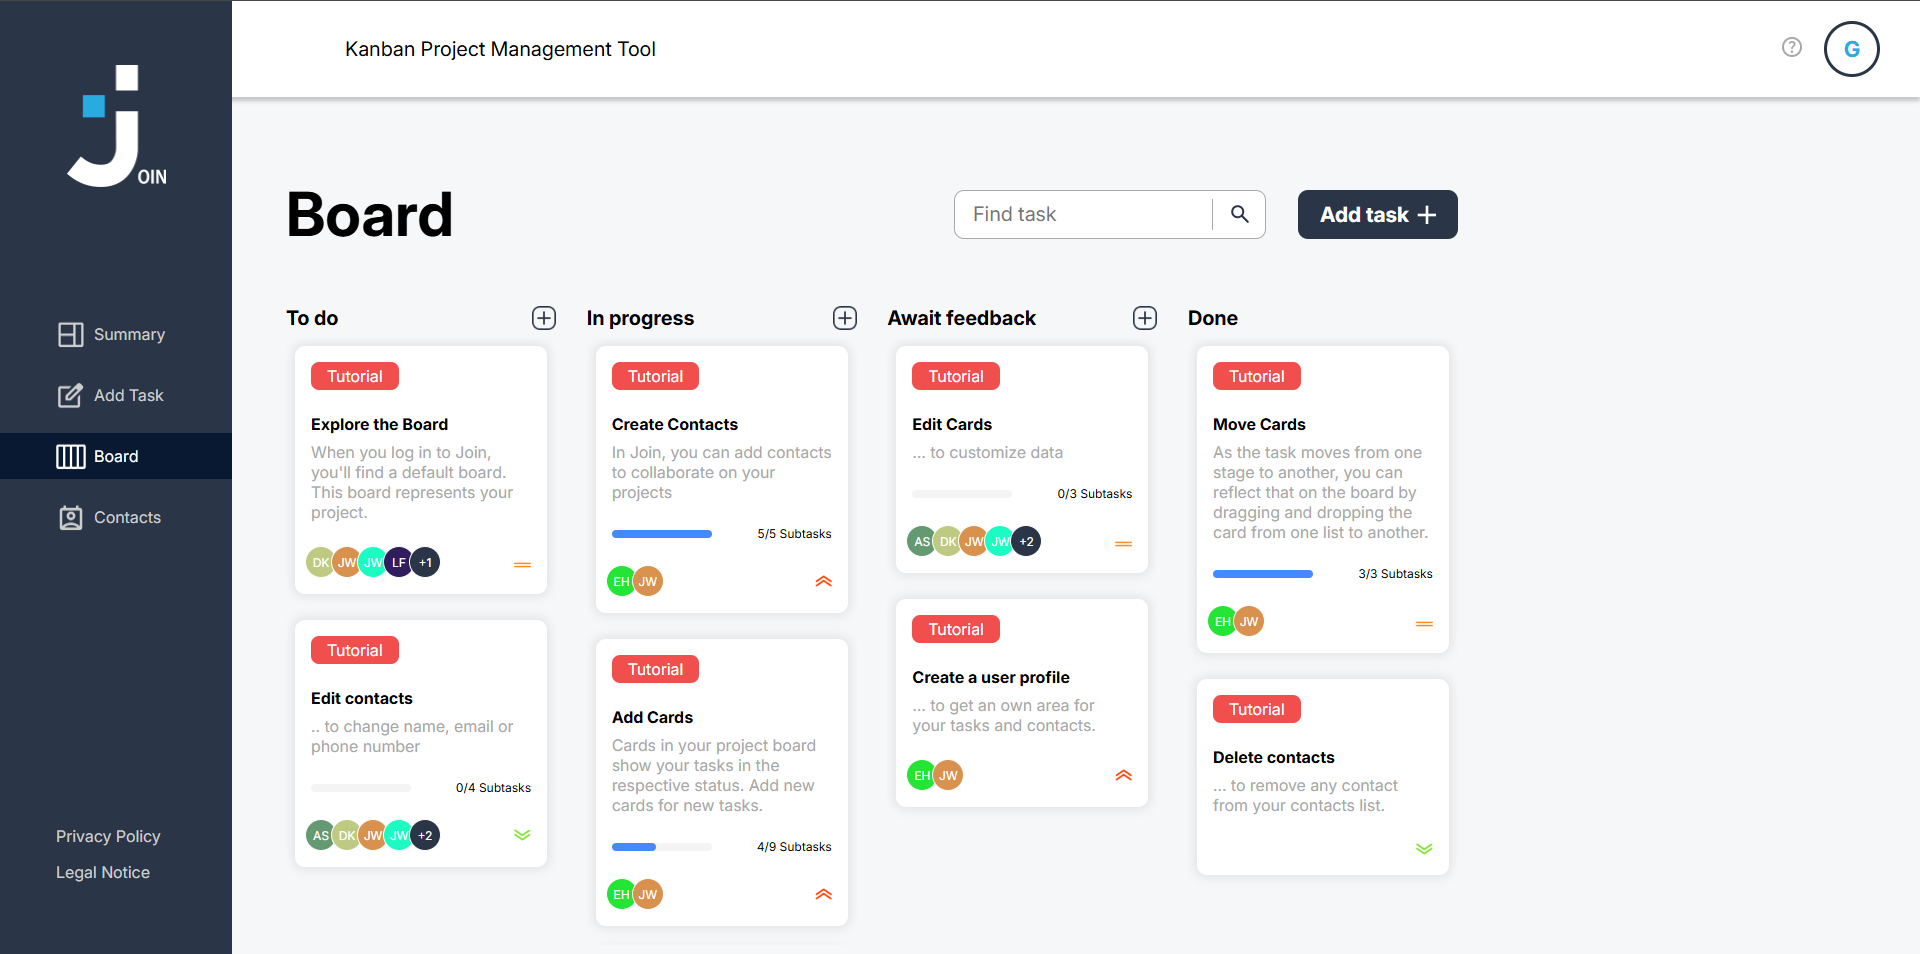 OIN
Summary
Add Task
Board
Contacts
Privacy Policy
Legal Notice
Kanban Project Management Tool
?
G
Board
Find task
Add task
To do
Tutorial
Explore the Board
When you log in to Join,
you'll find a default board.
This board represents your
project.
DK JW JW LF +1
Tutorial
Edit contacts
.. to change name, email or
phone number
0/4 Subtasks
AS DK JW JW +2
In progress
Tutorial
Create Contacts
In Join, you can add contacts
to collaborate on your
projects
5/5 Subtasks
EH JW
Tutorial
Add Cards
Cards in your project board
show your tasks in the
respective status. Add new
cards for new tasks.
4/9 Subtasks
EH JW
Await feedback
Tutorial
Edit Cards
... to customize data
0/3 Subtasks
AS DK JW JW +2
Tutorial
Create a user profile
... to get an own area for
your tasks and contacts.
EH JW
Done
Tutorial
Move Cards
As the task moves from one
stage to another, you can
reflect that on the board by
dragging and dropping the
card from one list to another.
3/3 Subtasks
EH JW
Tutorial
Delete contacts
... to remove any contact
from your contacts list.